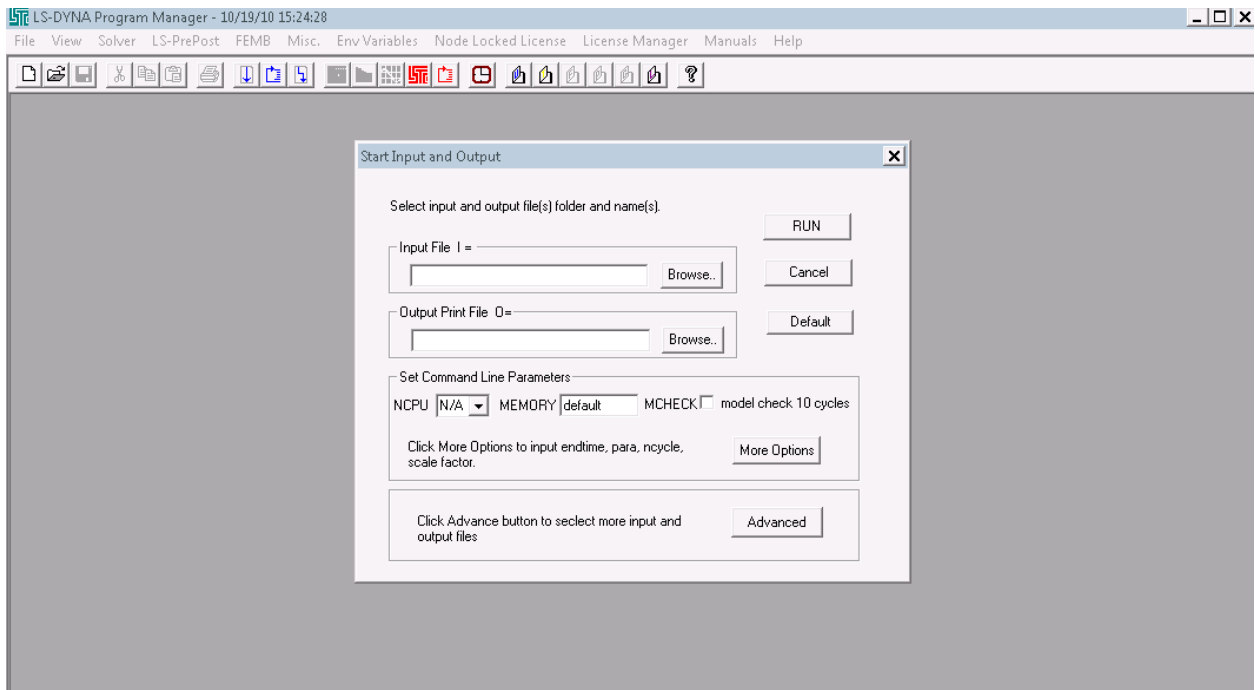 LS-DYNA Program Manager - 10/19/10 15:24:28
File View Solver LS-PrePost FEMB Misc. Env Variables Node Locked License License Manager Manuals Help
Start Input and Output
Select input and output file(s) folder and name(s).
RUN
Input File I =
Browse..
Cancel
Output Print File O=
Browse..
Default
Set Command Line Parameters
NCPU N/A MEMORY default MCHECK model check 10 cycles
Click More Options to input endtime, para, ncycle,
scale factor.
More Options
Click Advance button to seclect more input and
output files
Advanced